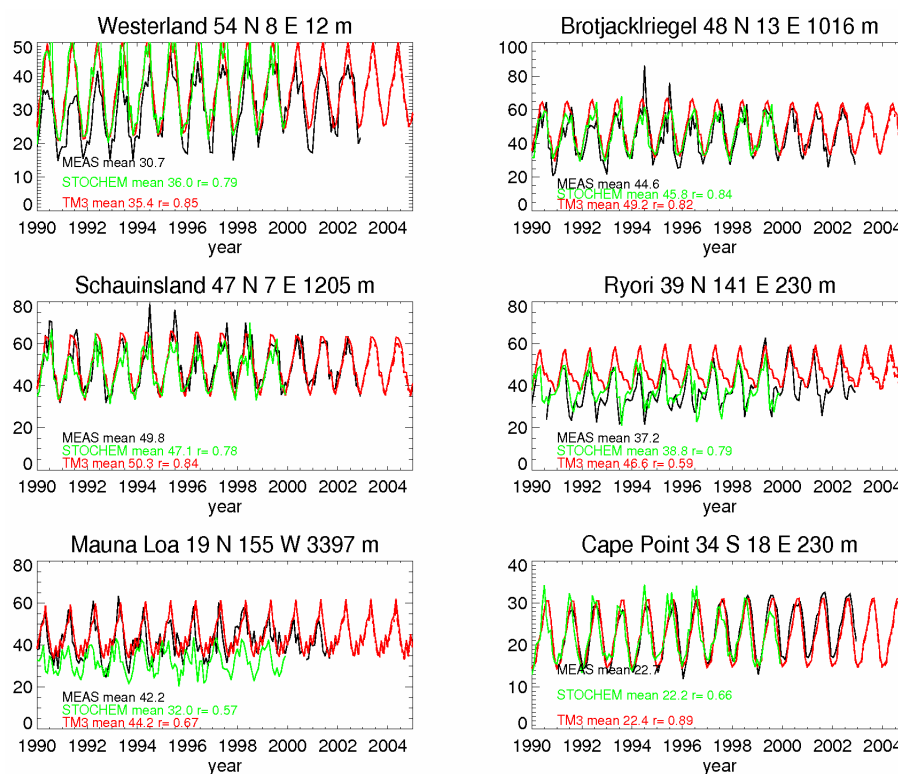 Westerland 54 N 8 E 12 m
50
40
30
20
10
0
MEAS mean 30.7
STOCHEM mean 36.0 r= 0.79
TM3 mean 35.4 r= 0.85
1990 1992 1994 1996 1998 2000 2002 2004
year
Brotjacklriegel 48 N 13 E 1016 m
100
80
60
40
20
0
MEAS mean 44.6
STOCHEM mean 45.8 r= 0.84
TM3 mean 49.2 r= 0.82
1990 1992 1994 1996 1998 2000 2002 2004
year
Schauinsland 47 N 7 E 1205 m
80
60
40
20
0
MEAS mean 49.8
STOCHEM mean 47.1 r= 0.78
TM3 mean 50.3 r= 0.84
1990 1992 1994 1996 1998 2000 2002 2004
year
Ryori 39 N 141 E 230 m
80
60
40
20
0
MEAS mean 37.2
STOCHEM mean 38.8 r= 0.79
TM3 mean 46.6 r= 0.59
1990 1992 1994 1996 1998 2000 2002 2004
year
Mauna Loa 19 N 155 W 3397 m
80
60
40
20
0
MEAS mean 42.2
STOCHEM mean 32.0 r= 0.57
TM3 mean 44.2 r= 0.67
1990 1992 1994 1996 1998 2000 2002 2004
year
Cape Point 34 S 18 E 230 m
40
30
20
10
0
MEAS mean 22.7
STOCHEM mean 22.2 r= 0.66
TM3 mean 22.4 r= 0.89
1990 1992 1994 1996 1998 2000 2002 2004
year